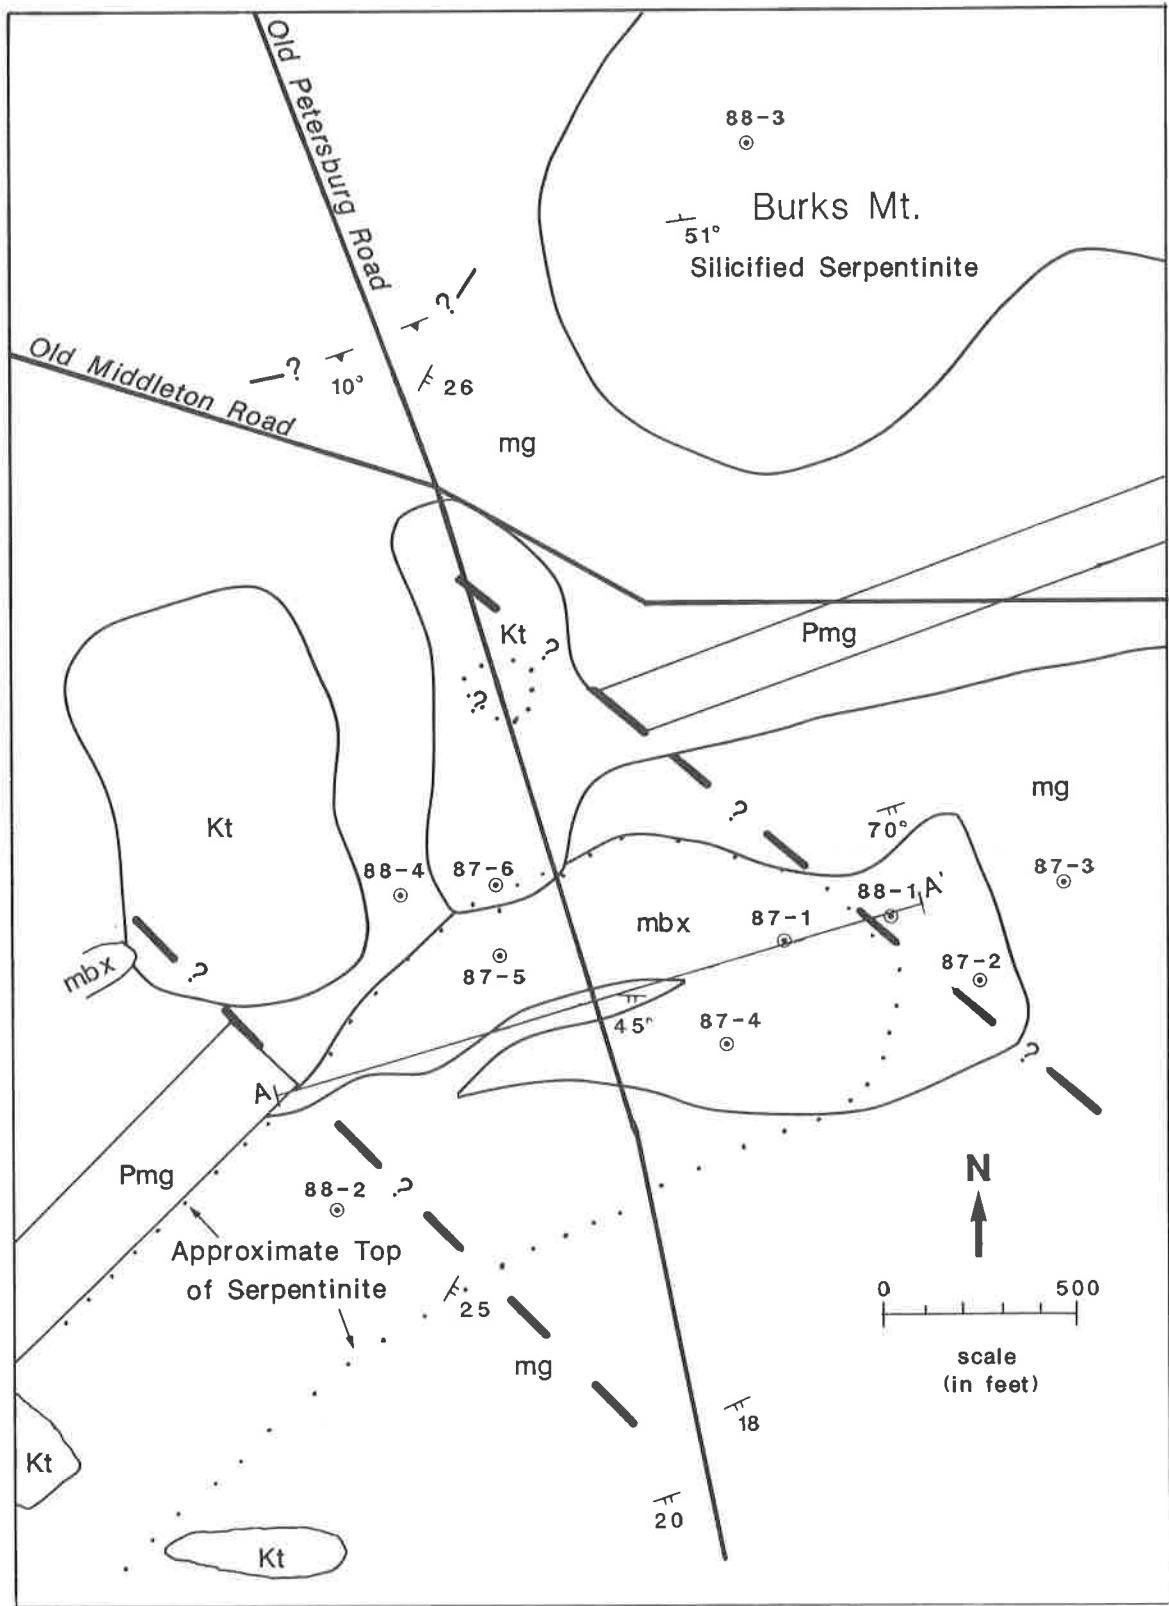 Old Petersburg Road
88-3
Burks Mt.
51°
Silicified Serpentinite
?
?
10°
26
Old Middleton Road
mg
Kt
?
?
Pmg
mg
?
70°
Kt
88-4
87-6
87-3
88-1
A'
mbx
87-1
mbx
?
87-5
87-2
45°
87-4
?
A
Pmg
88-2
?
N
Approximate Top
of Serpentinite
25
0 500
scale
(in feet)
mg
18
Kt
20
Kt